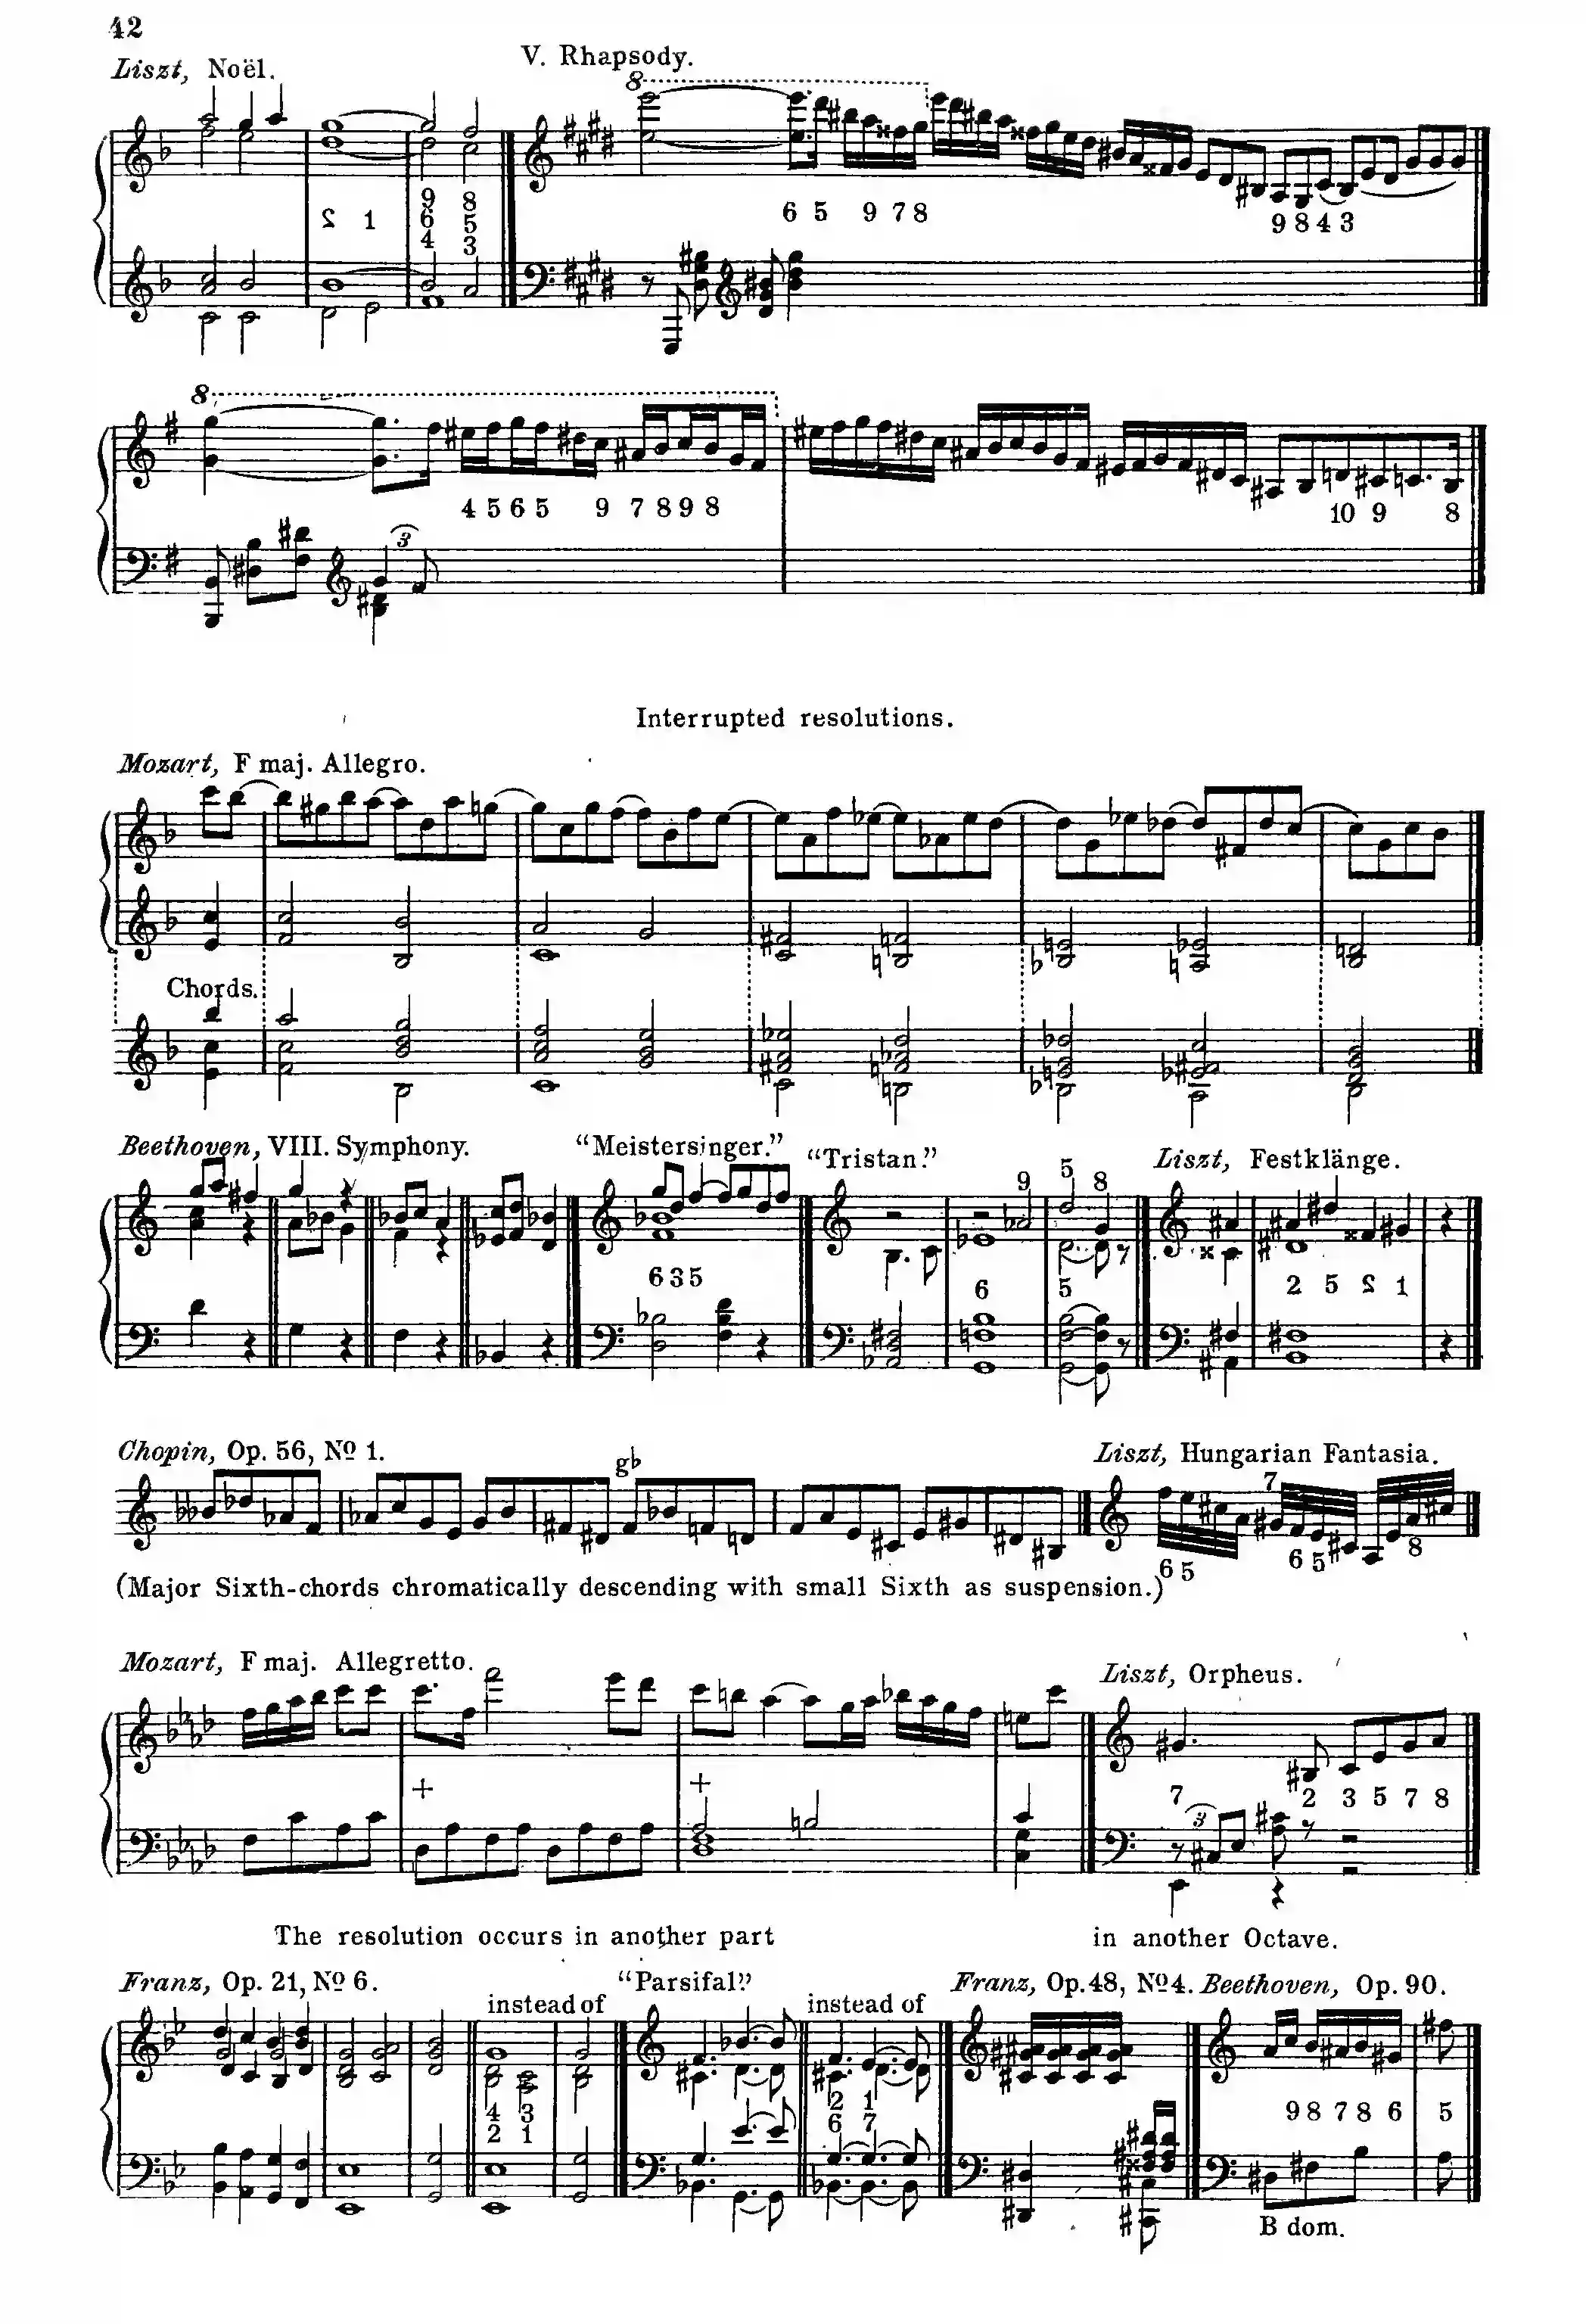 42
Liszt, Noël.
V. Rhapsody.
8
2 1
9 8
6 5
4 3
6 5 9 7 8
9 8 4 3
8
3
4 5 6 5 9 7 8 9 8
10 9 8
Interrupted resolutions.
Mozart, F maj. Allegro.
Chords.
Beethoven, VIII. Symphony.
"Meistersinger."
"Tristan."
Liszt, Festklänge.
9
5 8
6 3 5
6
5
2 5 2 1
Chopin, Op. 56, No 1.
g♭
Liszt, Hungarian Fantasia.
7
6 5
6 5
8
(Major Sixth-chords chromatically descending with small Sixth as suspension.)
Mozart, F maj. Allegretto.
Liszt, Orpheus.
+ +
7 2 3 5 7 8
3
The resolution occurs in another part
in another Octave.
Franz, Op. 21, No 6.
instead of
"Parsifal."
instead of
Franz, Op. 48, No 4.
Beethoven, Op. 90.
4 3
2 1
2 1
6 7
9 8 7 8 6 5
B dom.